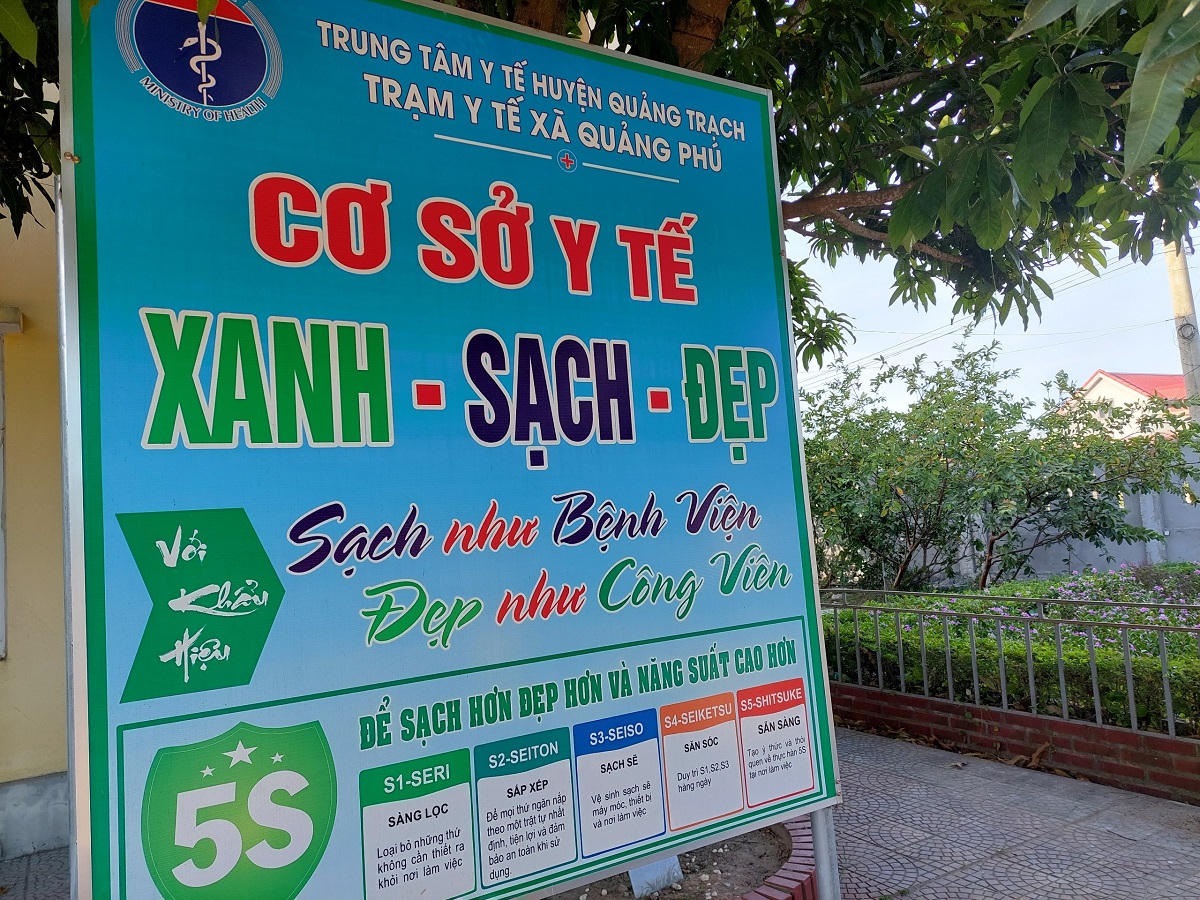 MINISTRY OF HEALTH
TRUNG TÂM Y TẾ HUYỆN QUẢNG TRẠCH
TRẠM Y TẾ XÃ QUẢNG PHÚ
CƠ SỞ Y TẾ
XANH - SẠCH - ĐẸP
Với
Khẩu
Hiệu
Sạch như Bệnh Viện
Đẹp như Công Viên
5S
ĐỂ SẠCH HƠN ĐẸP HƠN VÀ NĂNG SUẤT CAO HƠN
S1-SERI
SÀNG LỌC
Loại bỏ những thứ
không cần thiết ra
khỏi nơi làm việc
S2-SEITON
SẮP XẾP
Để mọi thứ ngăn nắp
theo một trật tự nhất
định, tiện lợi và đảm
bảo an toàn khi sử
dụng.
S3-SEISO
SẠCH SẼ
Vệ sinh sạch sẽ
máy móc, thiết bị
và nơi làm việc
S4-SEIKETSU
SĂN SÓC
Duy trì S1,S2,S3
hàng ngày
S5-SHITSUKE
SẴN SÀNG
Tạo ý thức và thói
quen về thực hàn 5S
tại nơi làm việc